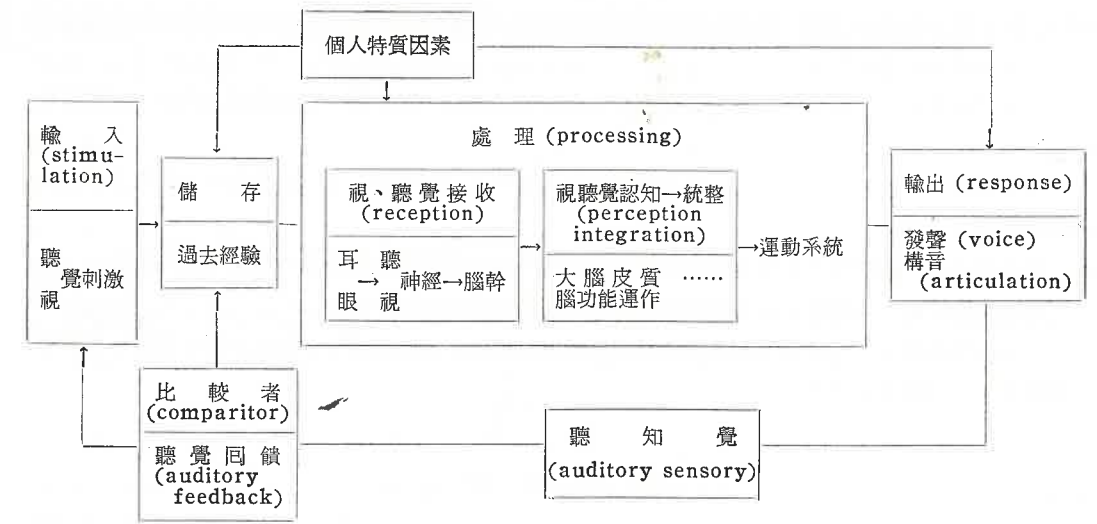 個人特質因素
輸 入
(stimu-
lation)
聽
覺刺激
視
儲 存
過去經驗
處 理 (processing)
視、聽覺接收
(reception)
耳 聽
→ 神經→腦幹
眼 視
視聽覺認知→統整
(perception
integration)
大腦皮質 ……
腦功能運作
→運動系統
輸出 (response)
發聲 (voice)
構音
(articulation)
比 較 者
(comparitor)
聽覺回饋
(auditory
feedback)
聽 知 覺
(auditory sensory)